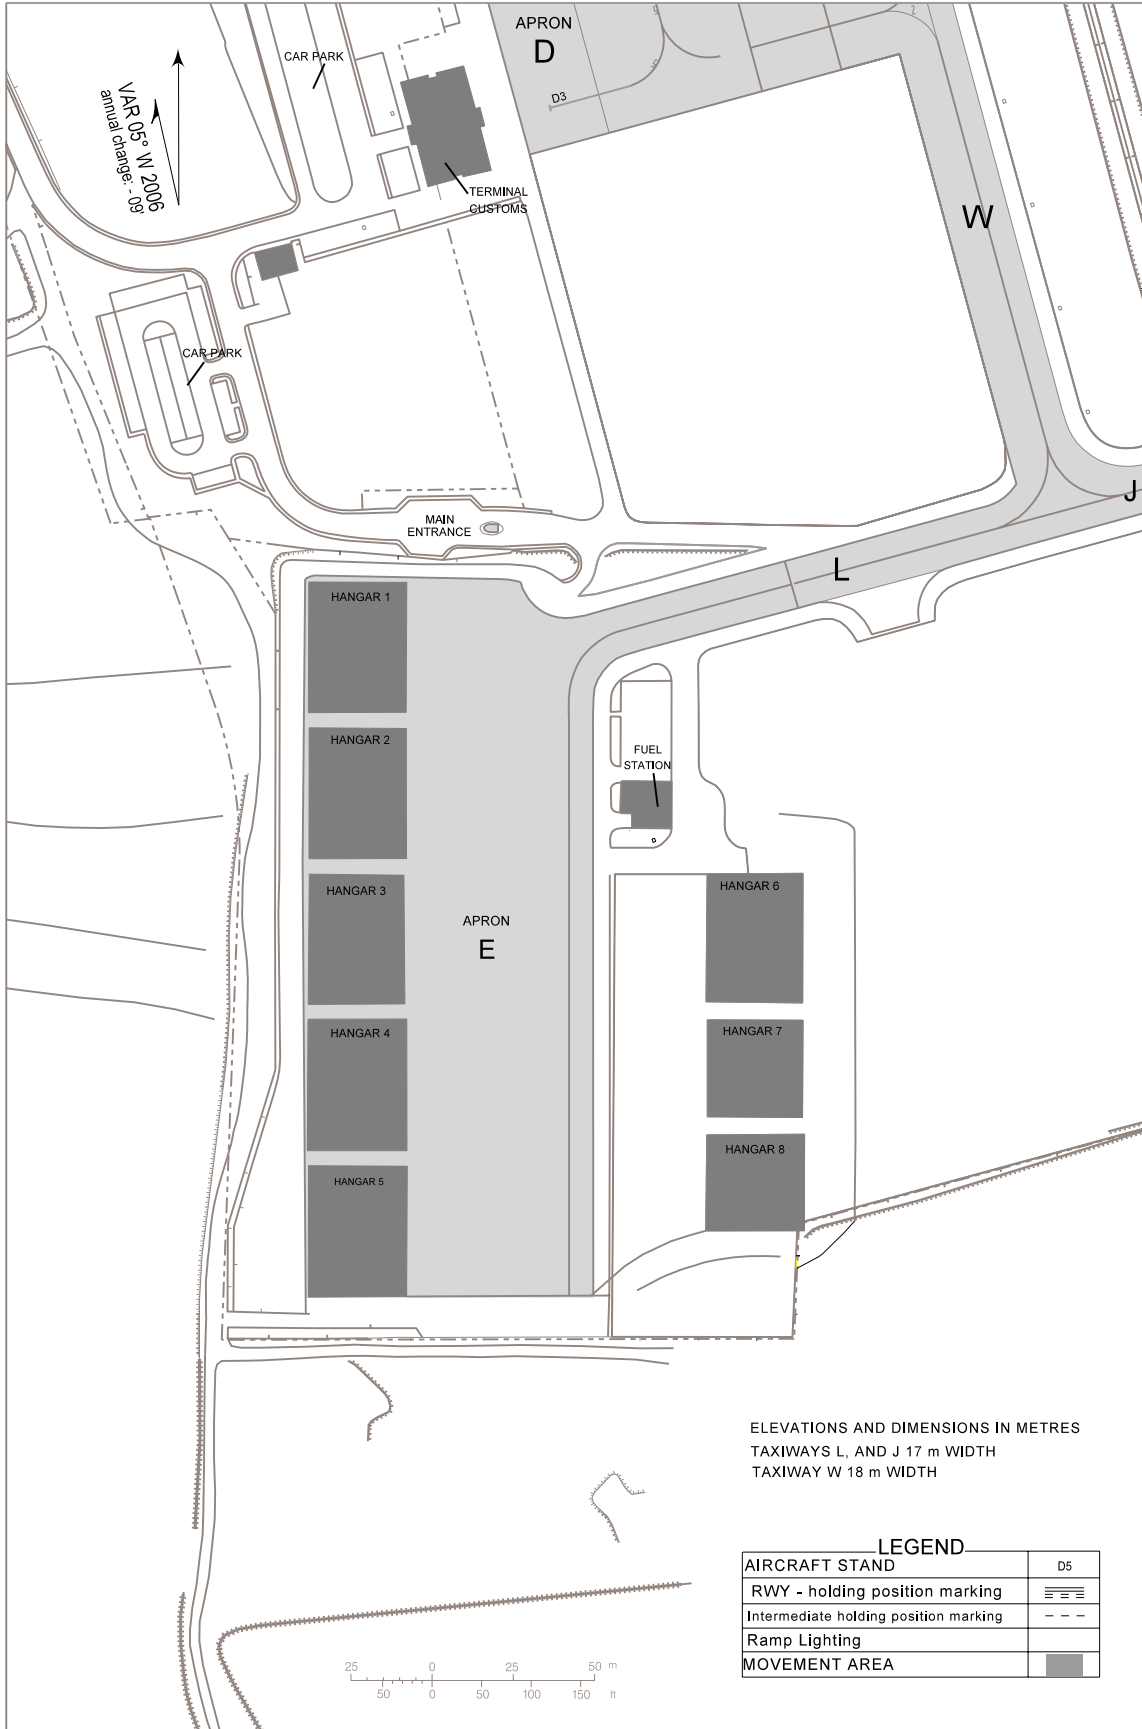 APRON
D
CAR PARK
VAR 05° W 2006
annual change: - 09'
D3
TERMINAL
CUSTOMS
W
CAR PARK
J
MAIN
ENTRANCE
L
HANGAR 1
HANGAR 2
FUEL
STATION
HANGAR 3
HANGAR 6
APRON
E
HANGAR 4
HANGAR 7
HANGAR 8
HANGAR 5
ELEVATIONS AND DIMENSIONS IN METRES
TAXIWAYS L, AND J 17 m WIDTH
TAXIWAY W 18 m WIDTH
LEGEND
AIRCRAFT STAND D5
RWY - holding position marking
Intermediate holding position marking
Ramp Lighting
MOVEMENT AREA
25 0 25 50 m
50 0 50 100 150 ft